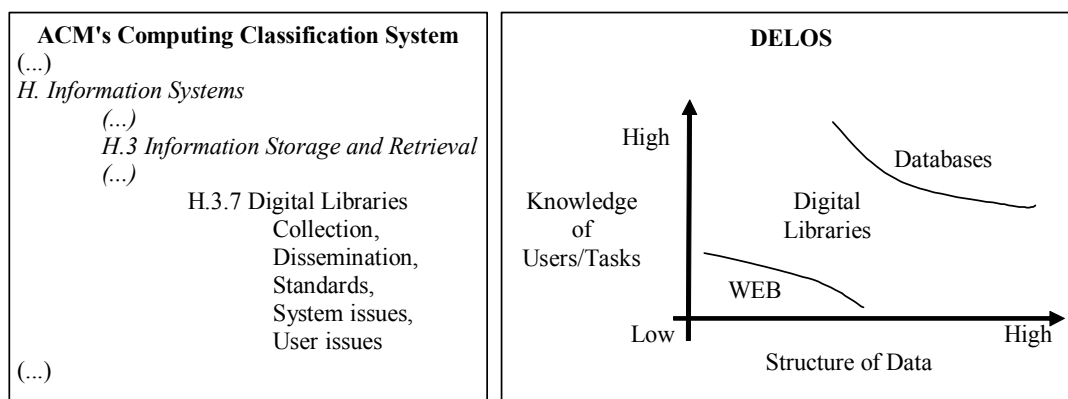 ACM's Computing Classification System
(...)
H. Information Systems
(...)
H.3 Information Storage and Retrieval
(...)
H.3.7 Digital Libraries
Collection,
Dissemination,
Standards,
System issues,
User issues
(...)
DELOS
High
Databases
Knowledge
of
Users/Tasks
Digital
Libraries
WEB
Low
High
Structure of Data